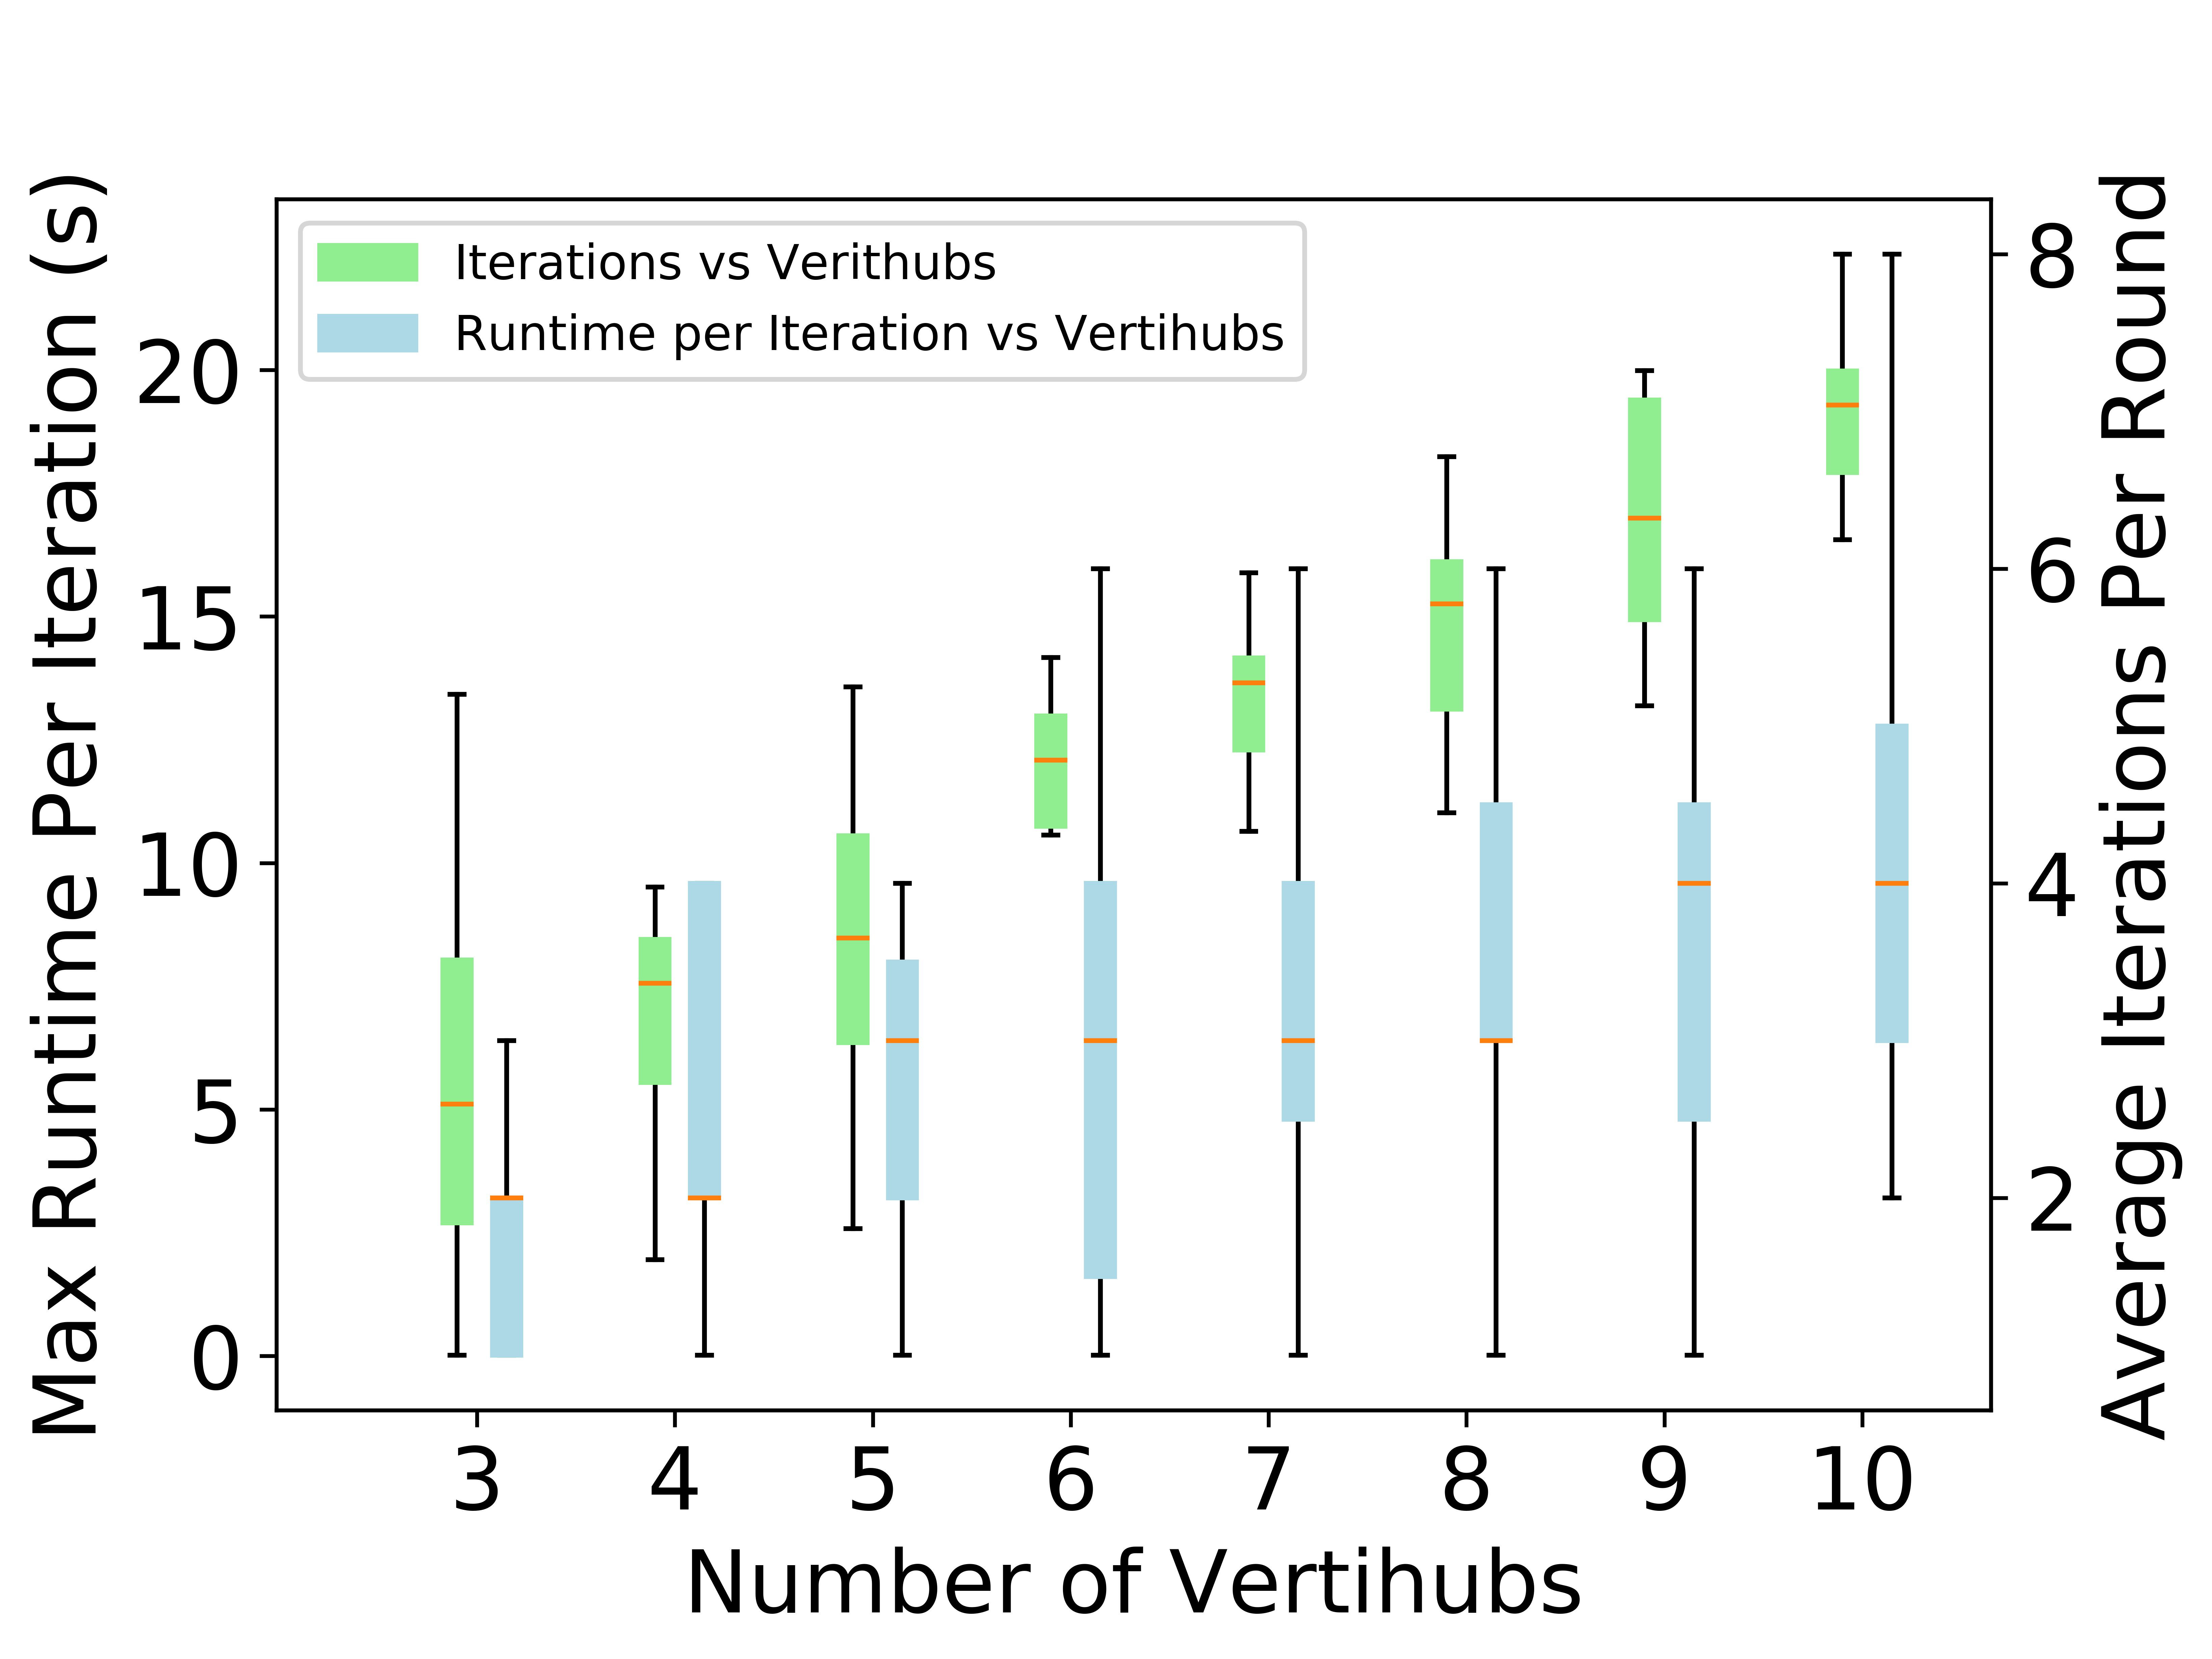 Max Runtime Per Iteration (s)
20
15
10
5
0
Iterations vs Verithubs
Runtime per Iteration vs Vertihubs
8
6
4
2
Average Iterations Per Round
3 4 5 6 7 8 9 10
Number of Vertihubs